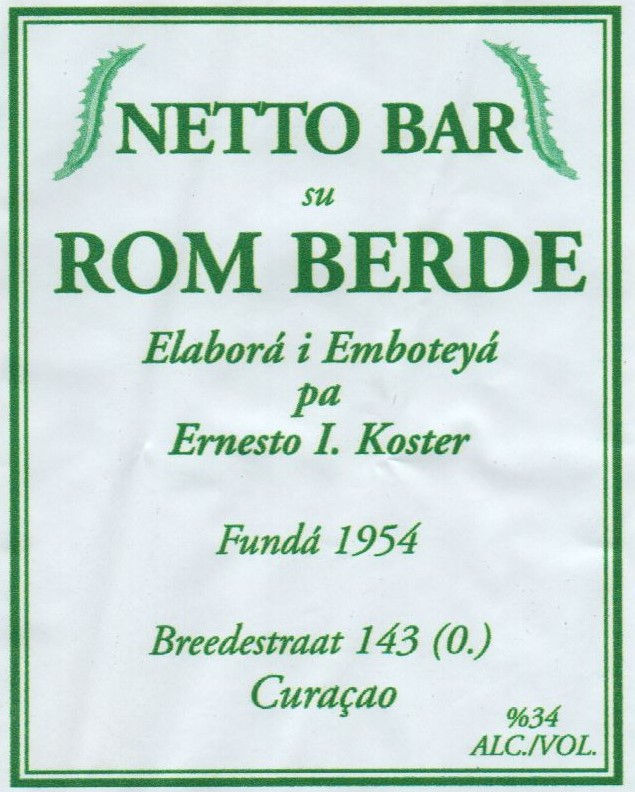 NETTO BAR
su
ROM BERDE
Elaborá i Emboteyá
pa
Ernesto I. Koster
Fundá 1954
Breedestraat 143 (0.)
Curaçao
%34
ALC./VOL.